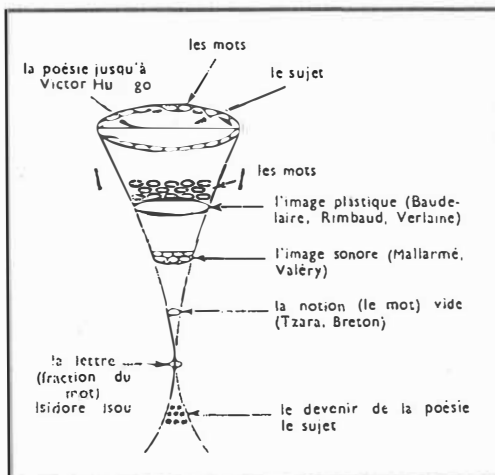 les mots
la poésie jusqu'à
Victor Hu go
le sujet
les mots
l'image plastique (Baude-
laire, Rimbaud, Verlaine)
l'image sonore (Mallarmé,
Valéry)
la notion (le mot) vide
(Tzara, Breton)
la lettre
(fraction du
mot)
Isidore Isou
le devenir de la poésie
le sujet